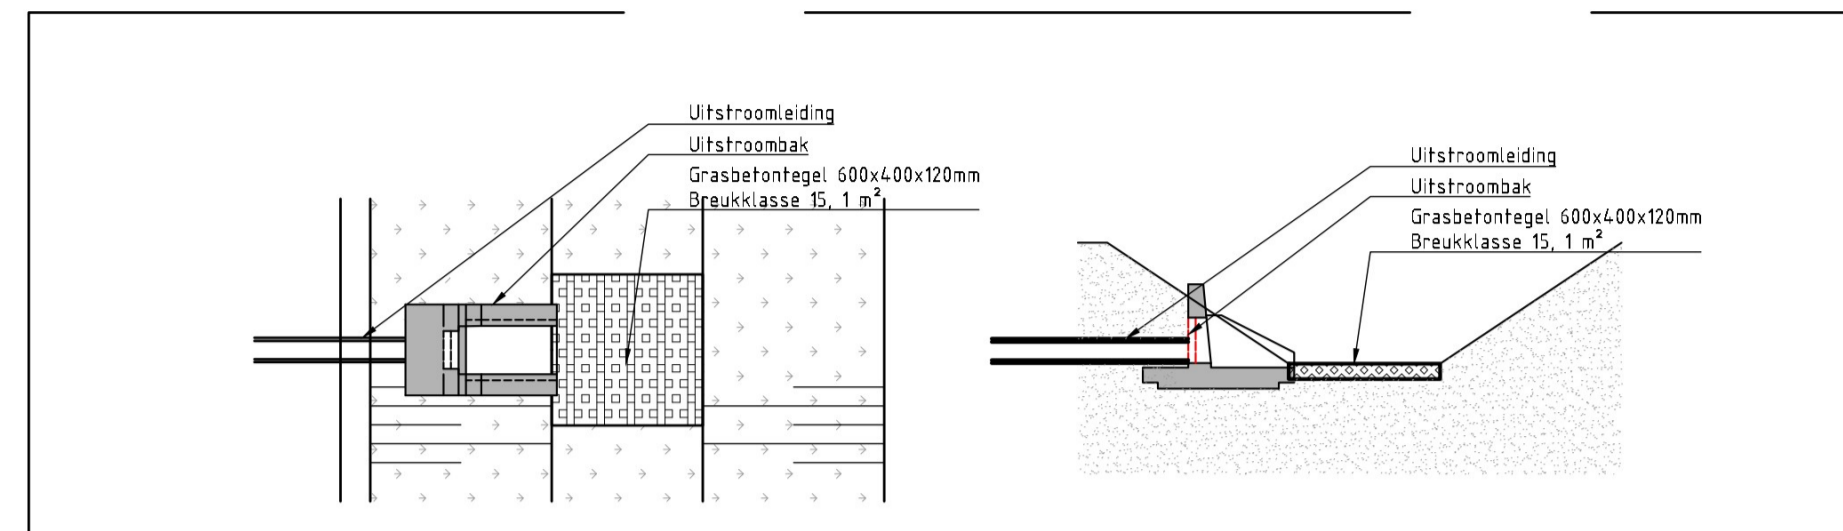 Uitstroomleiding
Uitstroombak
Grasbetontegel 600x400x120mm
Breukklasse 15, 1 m²
Uitstroomleiding
Uitstroombak
Grasbetontegel 600x400x120mm
Breukklasse 15, 1 m²